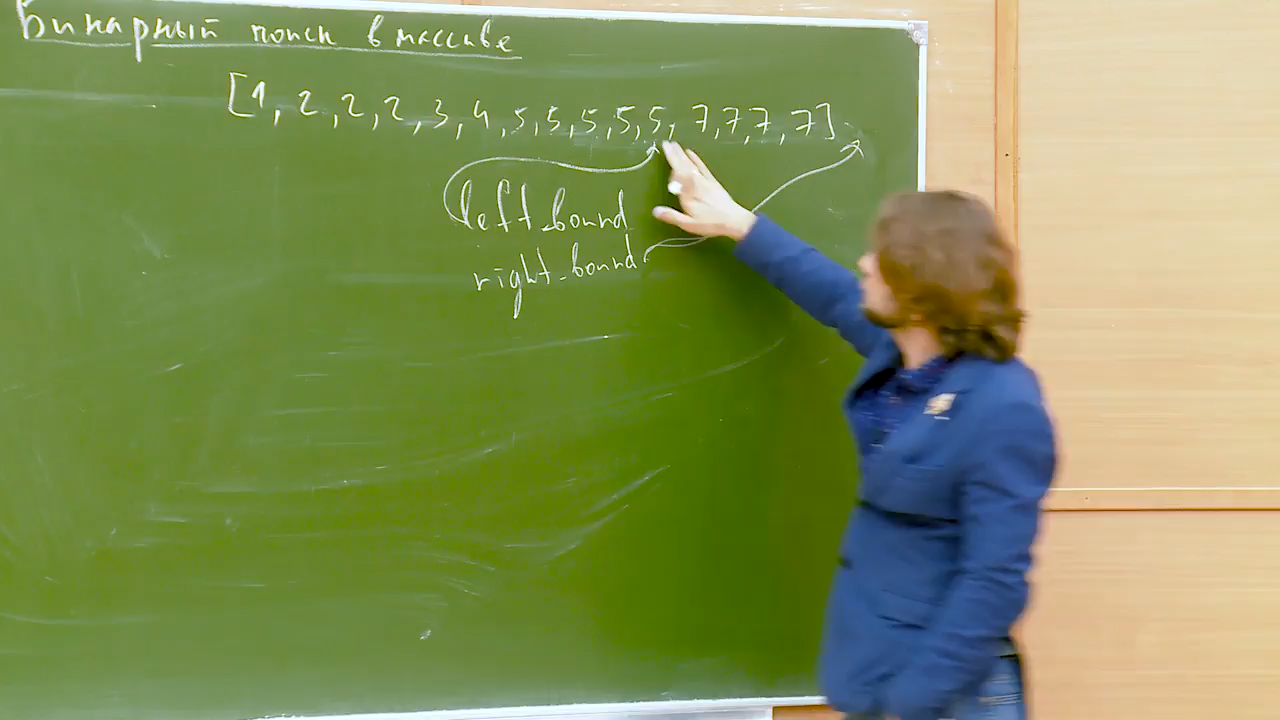 Бинарный поиск в массиве
[1, 2, 2, 2, 3, 4, 5, 5, 5, 5, 5, 7, 7, 7, 7]
left_bound
right_bound